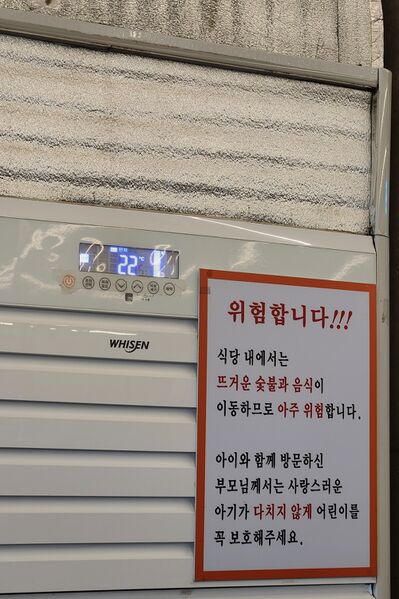 22℃
WHISEN
위험합니다!!!
식당 내에서는
뜨거운 숯불과 음식이
이동하므로 아주 위험합니다.
아이와 함께 방문하신
부모님께서는 사랑스러운
아기가 다치지 않게 어린이를
꼭 보호해주세요.